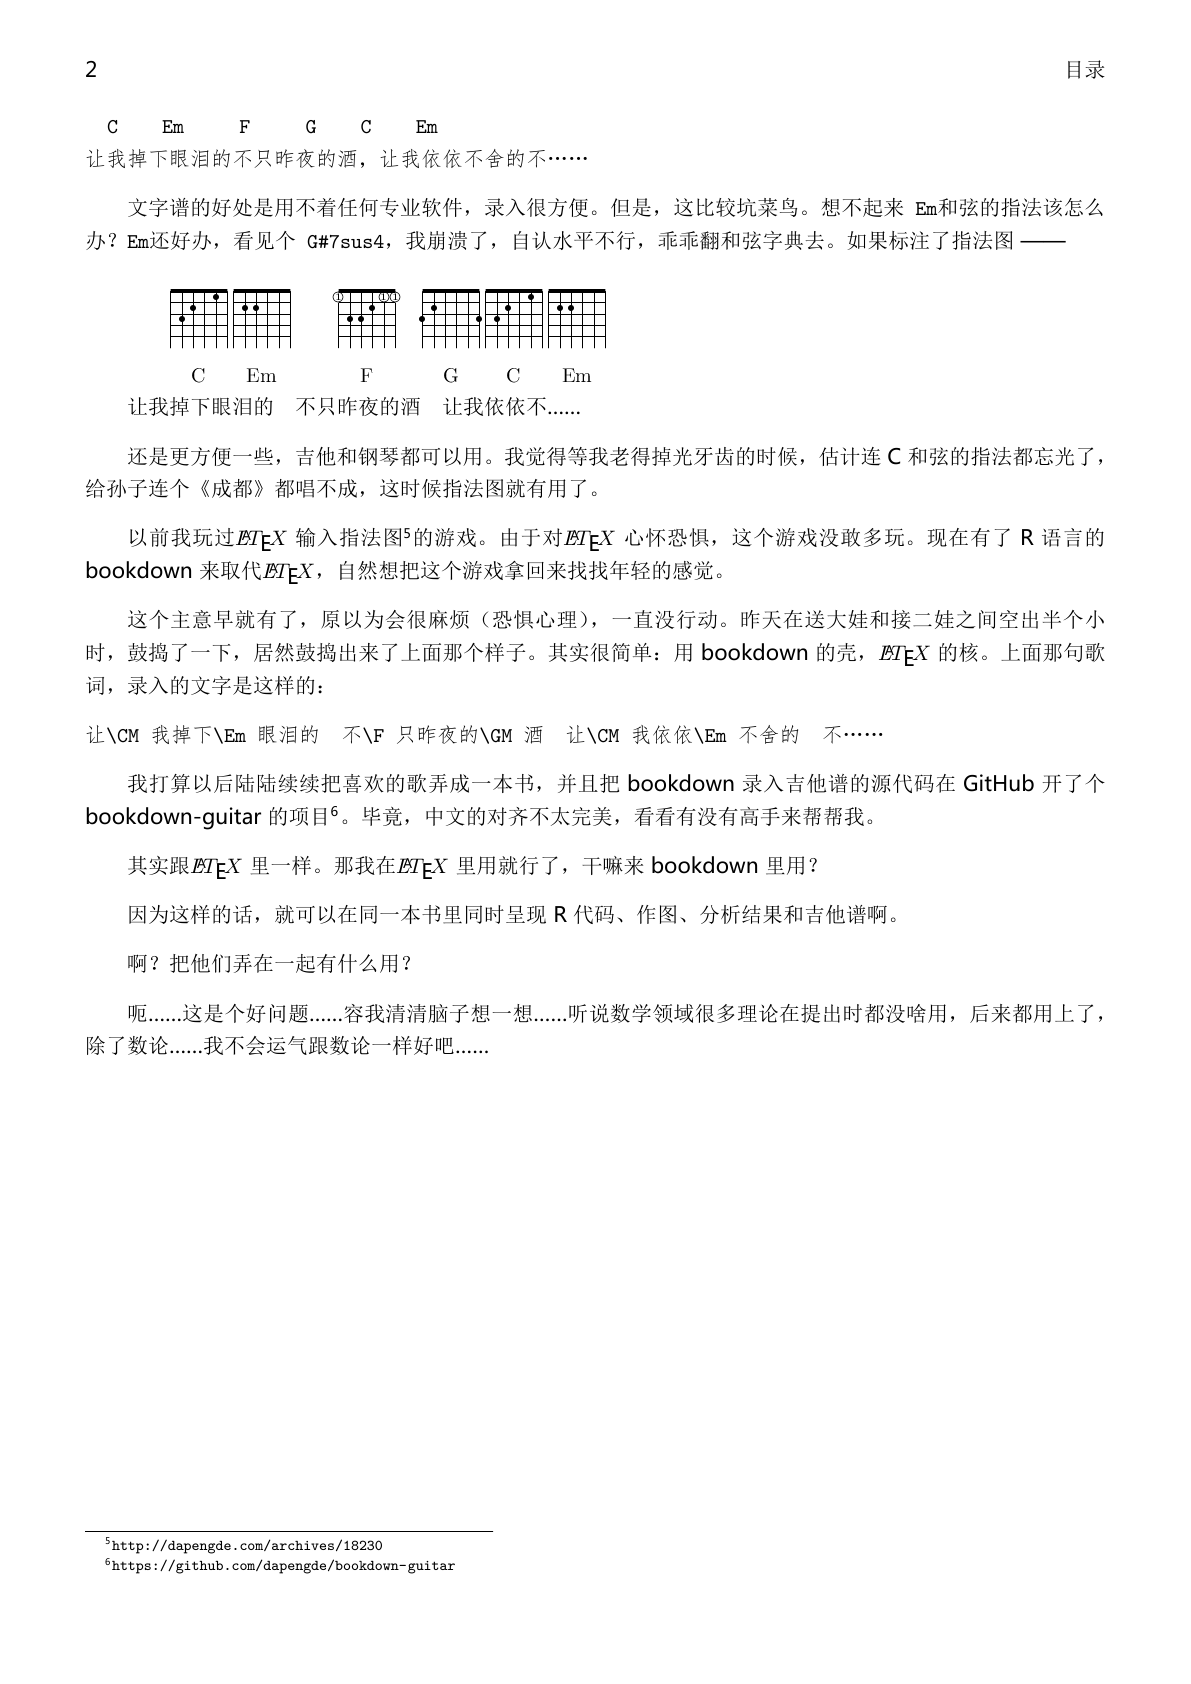 2 目录
C Em F G C Em
让我掉下眼泪的不只昨夜的酒，让我依依不舍的不……
文字谱的好处是用不着任何专业软件，录入很方便。但是，这比较坑菜鸟。想不起来 Em和弦的指法该怎么
办？Em还好办，看见个 G#7sus4，我崩溃了，自认水平不行，乖乖翻和弦字典去。如果标注了指法图 ——
1 1 1
C Em F G C Em
让我掉下眼泪的 不只昨夜的酒 让我依依不......
还是更方便一些，吉他和钢琴都可以用。我觉得等我老得掉光牙齿的时候，估计连 C 和弦的指法都忘光了，
给孙子连个《成都》都唱不成，这时候指法图就有用了。
以前我玩过LATEX 输入指法图5的游戏。由于对LATEX 心怀恐惧，这个游戏没敢多玩。现在有了 R 语言的
bookdown 来取代LATEX，自然想把这个游戏拿回来找找年轻的感觉。
这个主意早就有了，原以为会很麻烦（恐惧心理），一直没行动。昨天在送大娃和接二娃之间空出半个小
时，鼓捣了一下，居然鼓捣出来了上面那个样子。其实很简单：用 bookdown 的壳，LATEX 的核。上面那句歌
词，录入的文字是这样的：
让\CM 我掉下\Em 眼泪的 不\F 只昨夜的\GM 酒 让\CM 我依依\Em 不舍的 不……
我打算以后陆陆续续把喜欢的歌弄成一本书，并且把 bookdown 录入吉他谱的源代码在 GitHub 开了个
bookdown-guitar 的项目6。毕竟，中文的对齐不太完美，看看有没有高手来帮帮我。
其实跟LATEX 里一样。那我在LATEX 里用就行了，干嘛来 bookdown 里用？
因为这样的话，就可以在同一本书里同时呈现 R 代码、作图、分析结果和吉他谱啊。
啊？把他们弄在一起有什么用？
呃......这是个好问题......容我清清脑子想一想......听说数学领域很多理论在提出时都没啥用，后来都用上了，
除了数论......我不会运气跟数论一样好吧......
5http://dapengde.com/archives/18230
6https://github.com/dapengde/bookdown-guitar